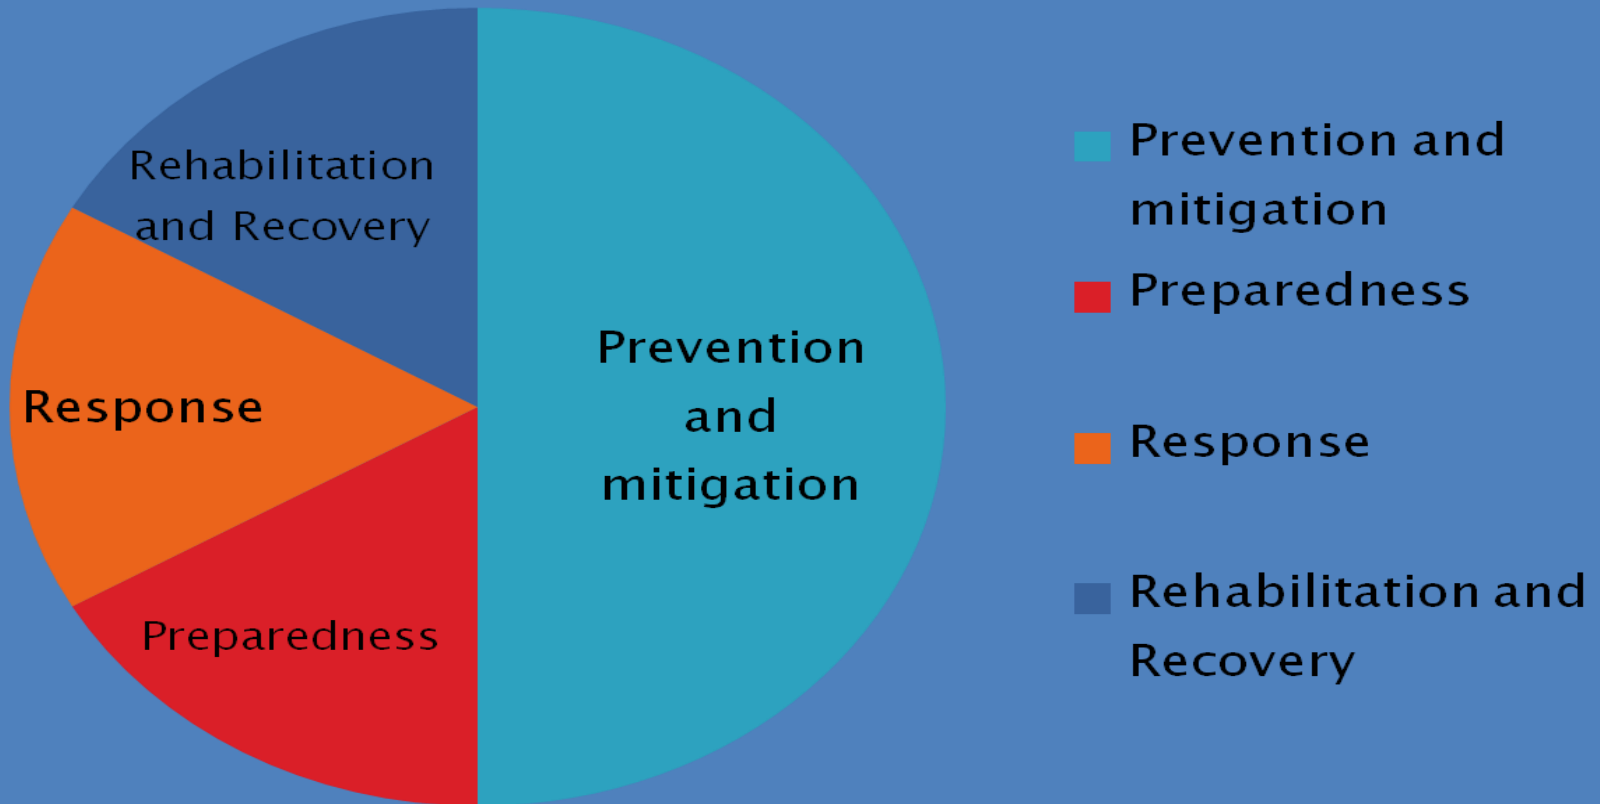 Rehabilitation
and Recovery
Response
Preparedness
Prevention
and
mitigation
Prevention and
mitigation
Preparedness
Response
Rehabilitation and
Recovery